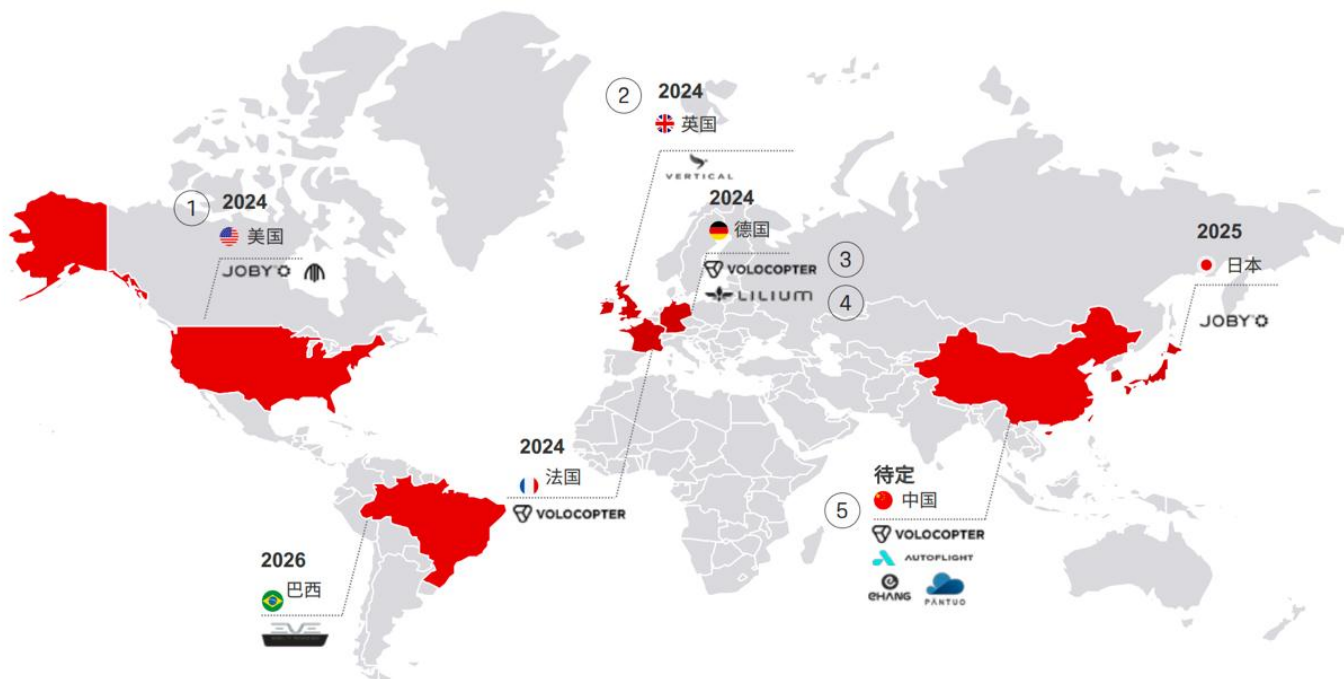 2
2024
英国
VERTICAL
1
2024
美国
JOBY
2024
德国
VOLOCOPTER
3
LILIUM
4
2025
日本
JOBY
2024
法国
VOLOCOPTER
待定
5
中国
VOLOCOPTER
AUTOFLIGHT
EHANG
PANTUO
2026
巴西
EVE